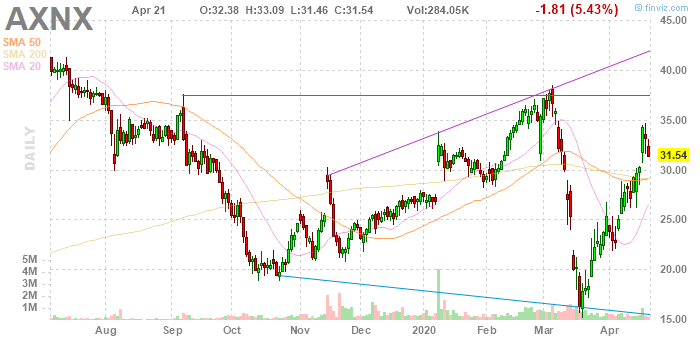 AXNX Apr 21 O:32.38 H:33.09 L:31.46 C:31.54 Vol:284.05K -1.81 (5.43%) © finviz.com
SMA 50
SMA 200
SMA 20
DAILY
45.00
40.00
35.00
31.54
30.00
25.00
20.00
15.00
5M
4M
3M
2M
1M
Aug Sep Oct Nov Dec 2020 Feb Mar Apr